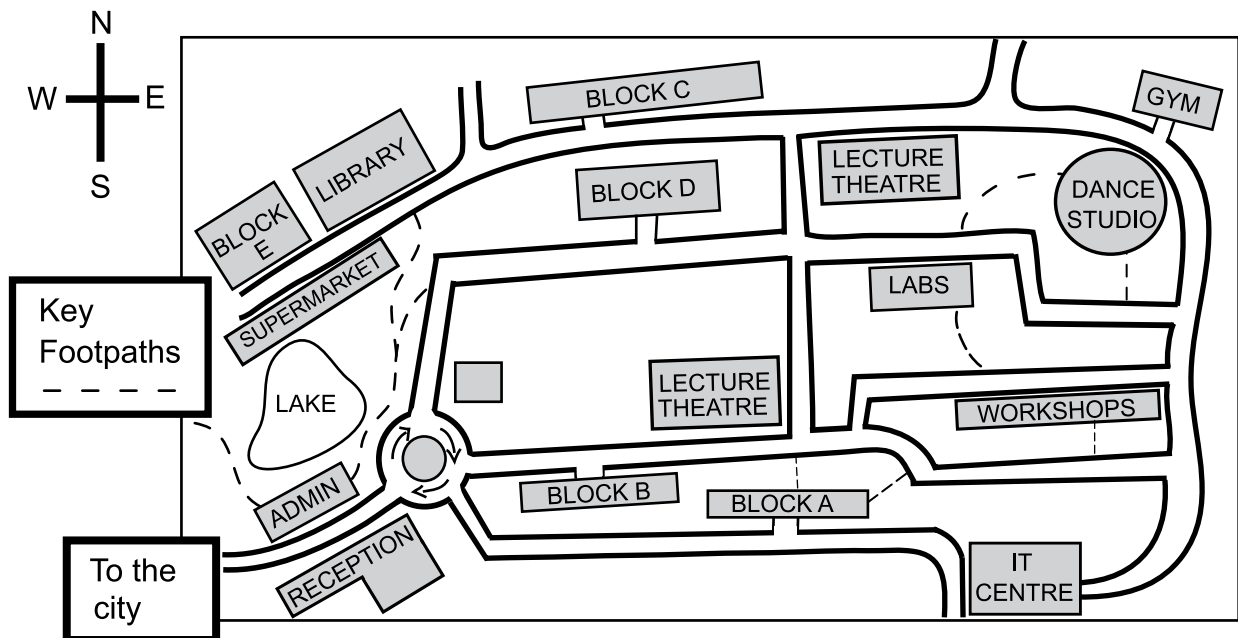 N
W
E
S
BLOCK C
GYM
LIBRARY
LECTURE
THEATRE
BLOCK D
DANCE
STUDIO
BLOCK
E
SUPERMARKET
LABS
Key
Footpaths
LAKE
LECTURE
THEATRE
WORKSHOPS
ADMIN
BLOCK B
BLOCK A
RECEPTION
IT
CENTRE
To the
city